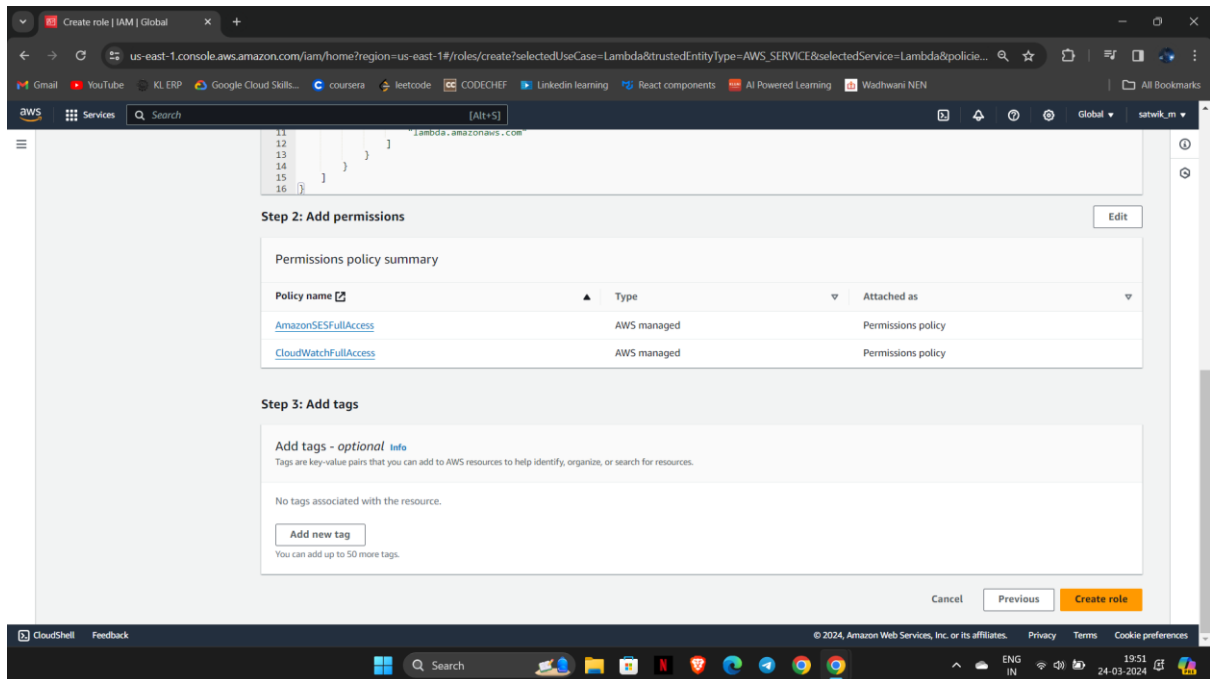 Create role | IAM | Global
us-east-1.console.aws.amazon.com/iam/home?region=us-east-1#/roles/create?selectedUseCase=Lambda&trustedEntityType=AWS_SERVICE&selectedService=Lambda&policie...
Gmail YouTube KL ERP Google Cloud Skills... coursera leetcode CODECHEF Linkedin learning React components AI Powered Learning Wadhwani NEN All Bookmarks
aws Services Search [Alt+S] Global satwik_m
11 "lambda.amazonaws.com"
12 ]
13 }
14 }
15 ]
16 }
Step 2: Add permissions Edit
Permissions policy summary
Policy name Type Attached as
AmazonSESFullAccess AWS managed Permissions policy
CloudWatchFullAccess AWS managed Permissions policy
Step 3: Add tags
Add tags - optional Info
Tags are key-value pairs that you can add to AWS resources to help identify, organize, or search for resources.
No tags associated with the resource.
Add new tag
You can add up to 50 more tags.
Cancel Previous Create role
CloudShell Feedback © 2024, Amazon Web Services, Inc. or its affiliates. Privacy Terms Cookie preferences
Search ENG 19:51
IN 24-03-2024